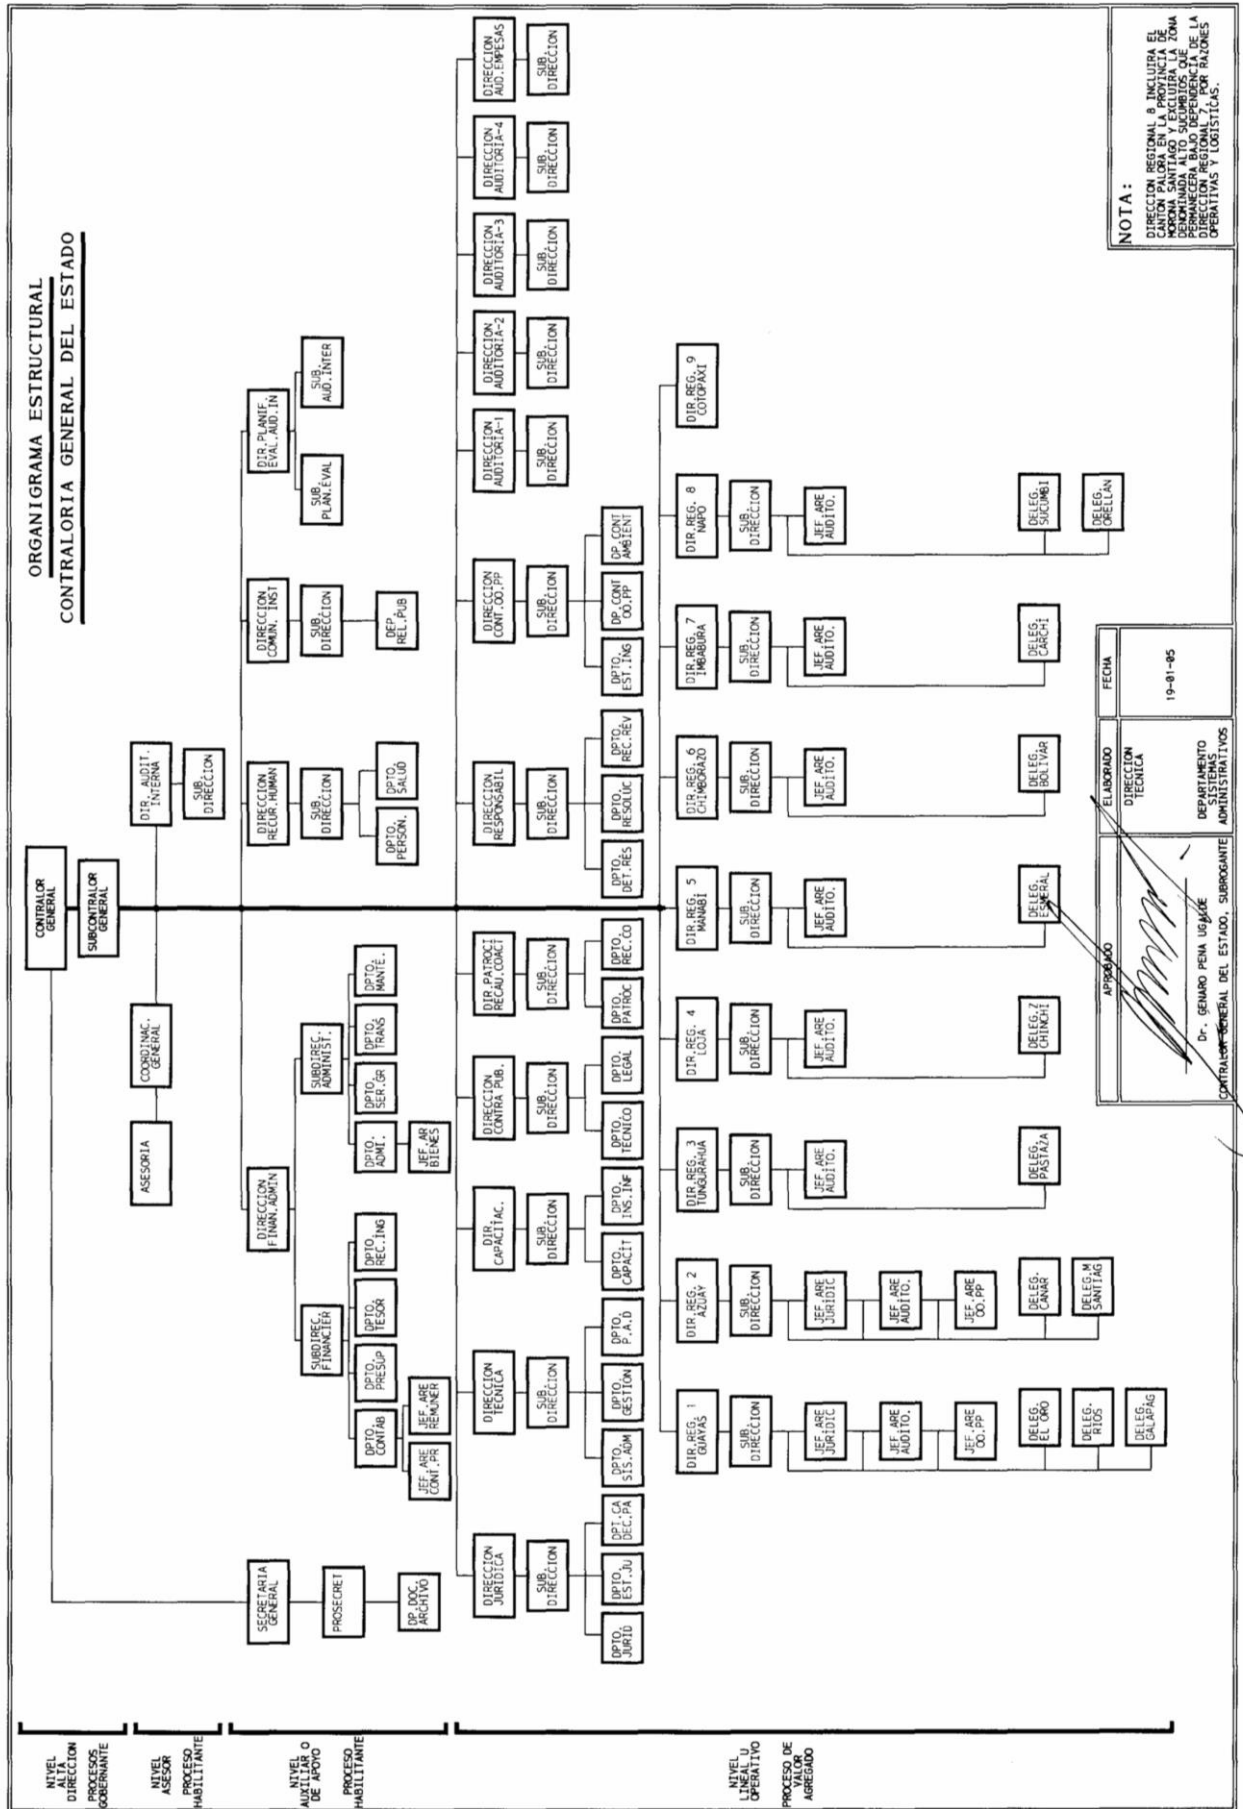 ORGANIGRAMA ESTRUCTURAL
CONTRALORIA GENERAL DEL ESTADO
NIVEL
ALTA
DIRECCION
PROCESOS
GOBERNANTE
CONTRALOR
GENERAL
SUBCONTRALOR
GENERAL
NIVEL
ASESOR
PROCESO
HABILITANTE
ASESORIA
COORDINAC.
GENERAL
DIR. AUDIT.
INTERNA
SUB.
DIRECCION
NIVEL
AUXILIAR O
DE APOYO
PROCESO
HABILITANTE
SECRETARIA
GENERAL
PROSECRET
DP.DOC.
ARCHIVO
DIRECCION
FINAN.ADMIN
SUBDIREC.
FINANCIER
DPTO.
CONTAB
DPTO.
PRESUP
DPTO.
TESOR
DPTO.
REC.ING
JEF.ARE
CONT.PR
JEF.ARE
REMUNER
SUBDIREC.
ADMINIST.
DPTO.
ADMI.
DPTO.
SER.GR
DPTO.
TRANS
DPTO.
MANTE.
JEF.AR
BIENES
DIRECCION
RECUR.HUMAN
SUB.
DIRECCION
DPTO.
PERSON.
DPTO.
SALUD
DIRECCION
COMUN. INST
SUB.
DIRECCION
DEP.
REL.PUB
DIR.PLANIF.
EVAL.AUD.IN
SUB.
PLAN.EVAL
SUB.
AUD.INTER
NIVEL
LINEAL U
OPERATIVO
PROCESO DE
VALOR
AGREGADO
DIRECCION
JURIDICA
SUB.
DIRECCION
DPTO.
JURID
DPTO.
EST.JU
DPT.CA
DEC.PA
DIRECCION
TECNICA
SUB.
DIRECCION
DPTO.
SIS.ADM
DPTO.
GESTION
DPTO.
P.A.D
DIR.
CAPACITAC.
SUB.
DIRECCION
DPTO.
CAPACIT
DPTO.
INS.INF
DIRECCION
CONTRA PUB.
SUB.
DIRECCION
DPTO.
TECNICO
DPTO.
LEGAL
DIR.PATROCI
RECAU.COACT
SUB.
DIRECCION
DPTO.
PATROC
DPTO.
REC.CO
DIRECCION
RESPONSABIL
SUB.
DIRECCION
DPTO.
DET.RES
DPTO.
RESOLUC
DPTO.
REC.REV
DIRECCION
CONT.OO.PP
SUB.
DIRECCION
DPTO.
EST.ING
DP.CONT
OO.PP
DP.CONT
AMBIENT
DIRECCION
AUDITORIA-1
SUB.
DIRECCION
DIRECCION
AUDITORIA-2
SUB.
DIRECCION
DIRECCION
AUDITORIA-3
SUB.
DIRECCION
DIRECCION
AUDITORIA-4
SUB.
DIRECCION
DIRECCION
AUD.EMPESAS
SUB.
DIRECCION
DIR.REG. 1
GUAYAS
SUB.
DIRECCION
JEF.ARE
JURIDIC
JEF.ARE
AUDITO.
JEF.ARE
OO.PP
DELEG.
EL ORO
DELEG.
RIOS
DELEG.
GALAPAG
DIR.REG. 2
AZUAY
SUB.
DIRECCION
JEF.ARE
JURIDIC
JEF.ARE
AUDITO.
JEF.ARE
OO.PP
DELEG.
CANAR
DELEG.M
SANTIAG
DIR.REG. 3
TUNGURAHUA
SUB.
DIRECCION
JEF.ARE
AUDITO.
DELEG.
PASTAZA
DIR.REG. 4
LOJA
SUB.
DIRECCION
JEF.ARE
AUDITO.
DELEG.Z
CHINCHI
DIR.REG. 5
MANABI
SUB.
DIRECCION
JEF.ARE
AUDITO.
DELEG.
ESMERAL
DIR.REG. 6
CHIMBORAZO
SUB.
DIRECCION
JEF.ARE
AUDITO.
DELEG.
BOLIVAR
DIR.REG. 7
IMBABURA
SUB.
DIRECCION
JEF.ARE
AUDITO.
DELEG.
CARCHI
DIR.REG. 8
NAPO
SUB.
DIRECCION
JEF.ARE
AUDITO.
DELEG.
SUCUMBI
DELEG.
ORELLAN
DIR.REG. 9
COTOPAXI
APROBADO
ELABORADO
FECHA
Dr. GENARO PENA UGALDE
CONTRALOR GENERAL DEL ESTADO, SUBROGANTE
DIRECCION
TECNICA
DEPARTAMENTO
SISTEMAS
ADMINISTRATIVOS
19-01-05
NOTA:
DIRECCION REGIONAL 8 INCLUIRA EL
CANTON PALORA EN LA PROVINCIA DE
MORONA SANTIAGO Y EXCLUIRA LA ZONA
DENOMINADA ALTO SUCUMBIOS QUE
PERMANECERA BAJO DEPENDENCIA DE LA
DIRECCION REGIONAL 7, POR RAZONES
OPERATIVAS Y LOGISTICAS.